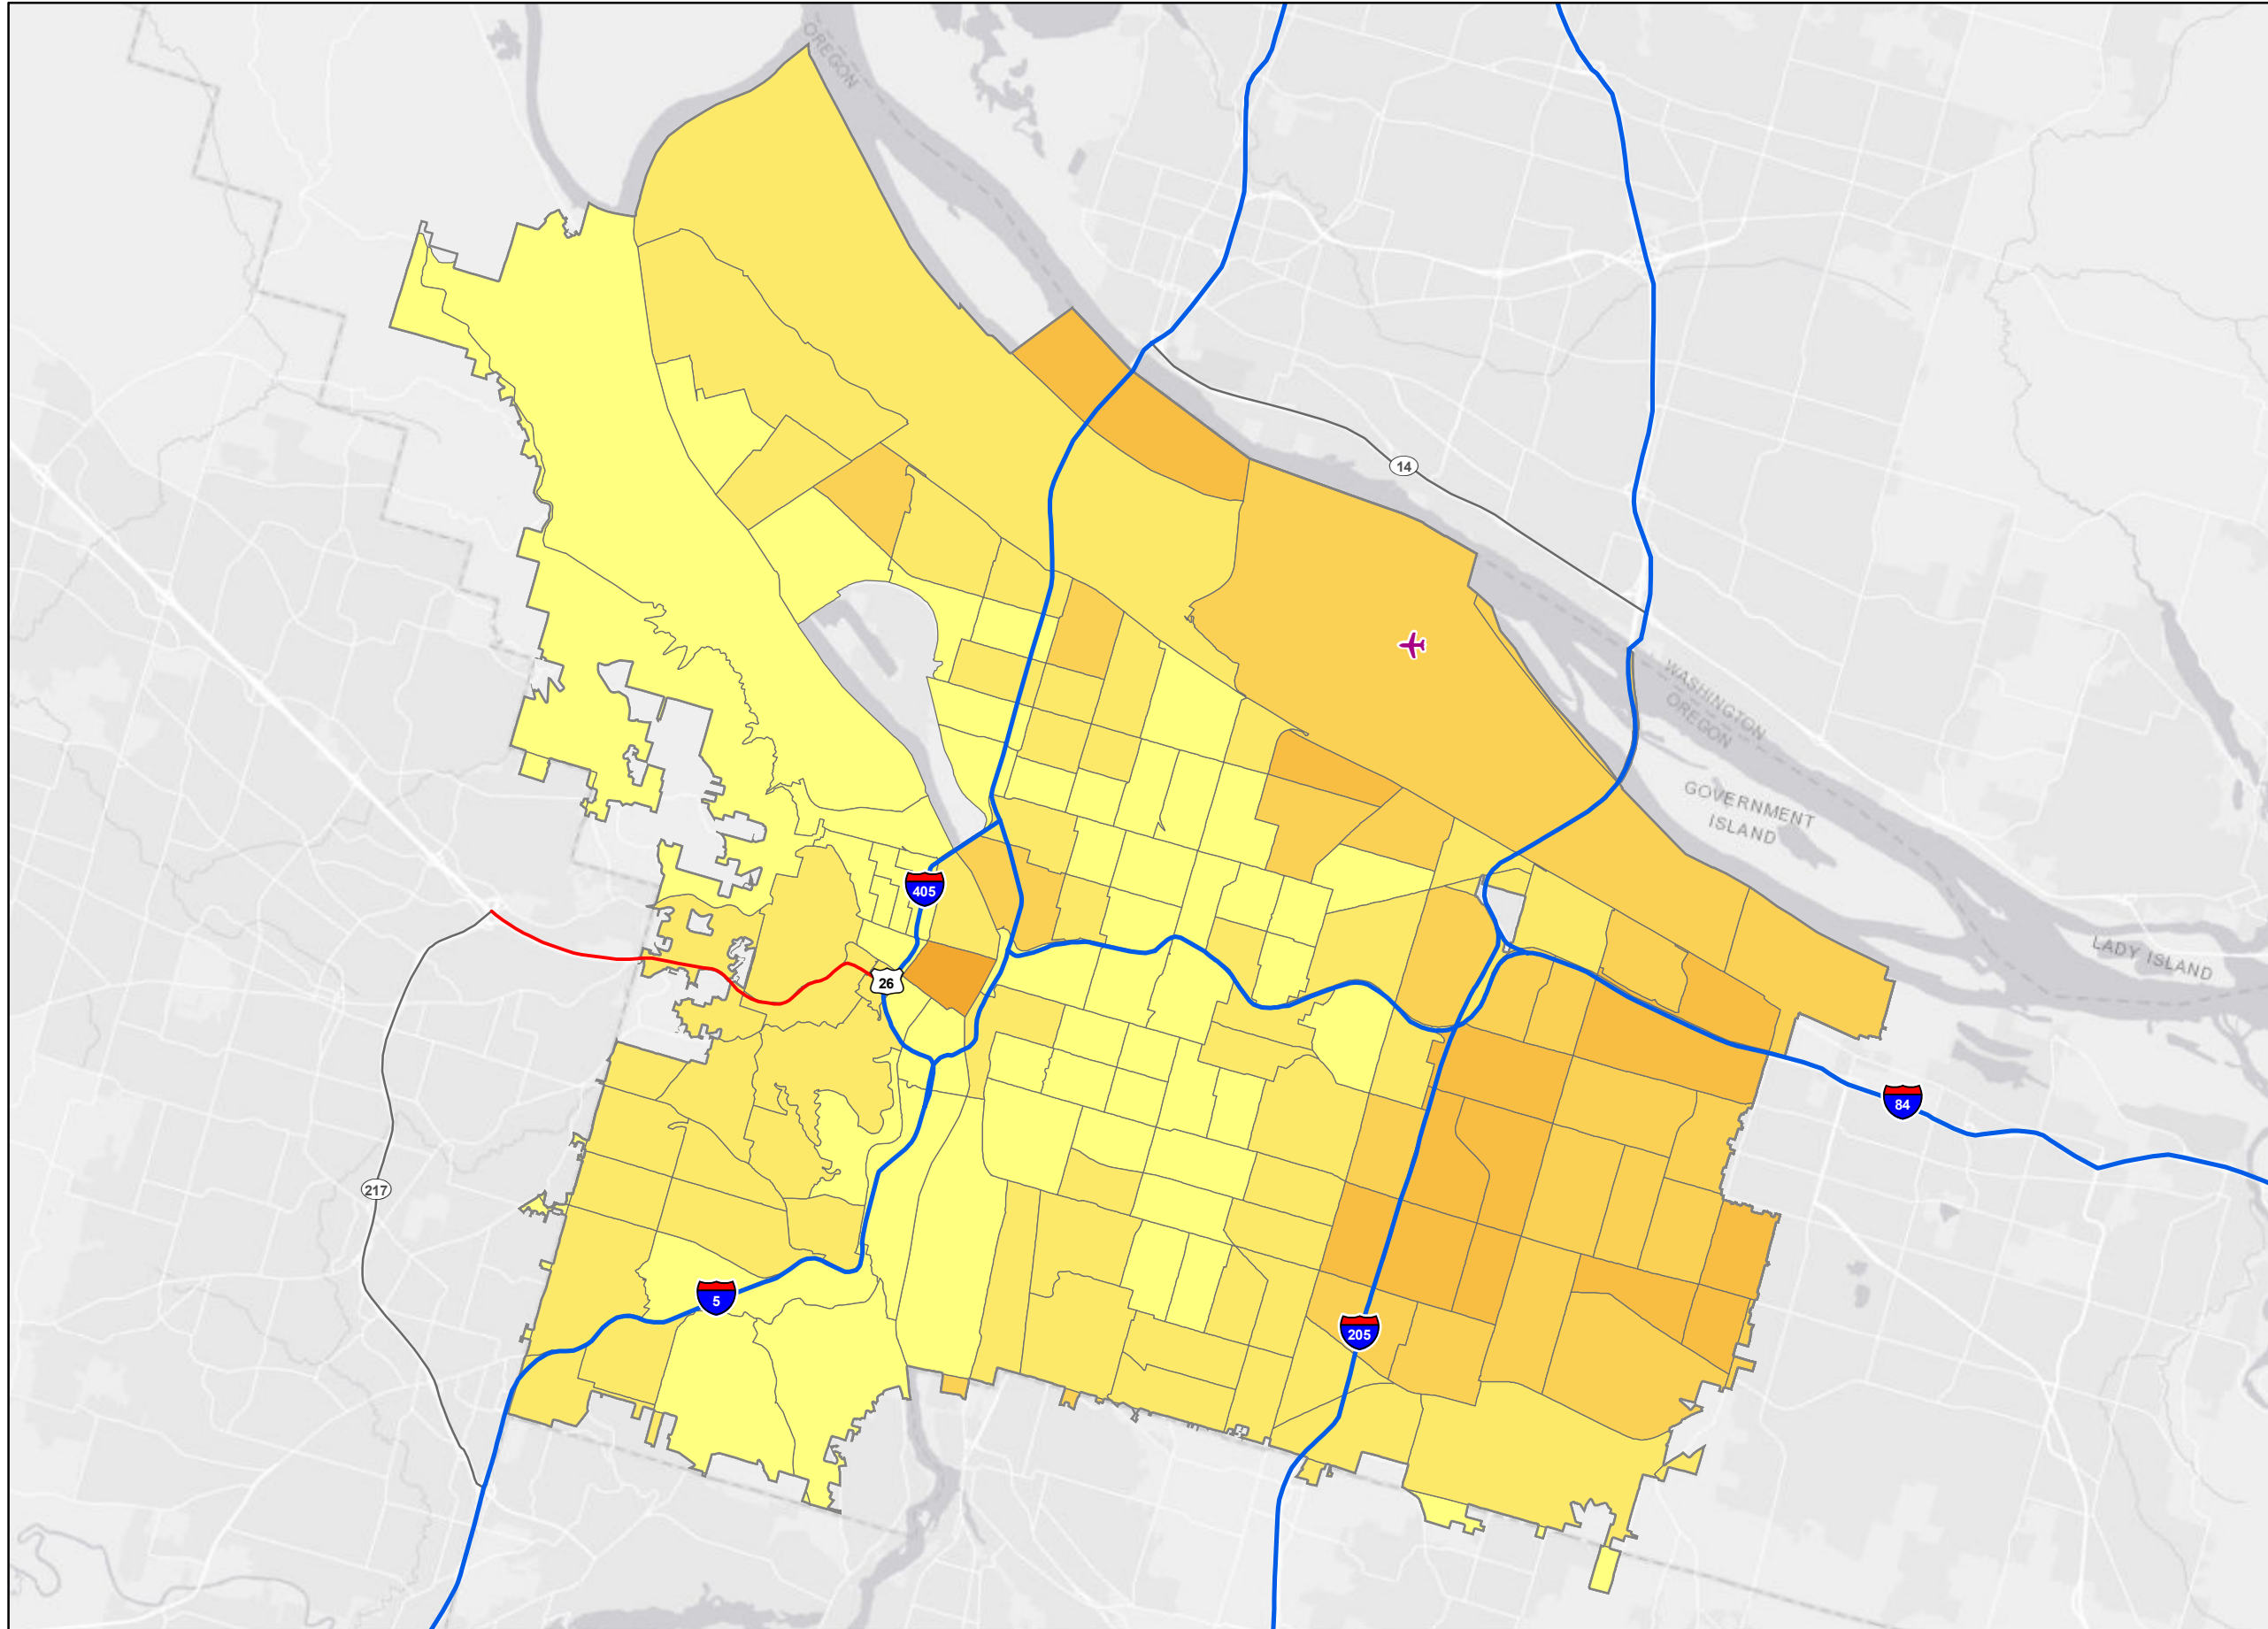 OREGON
14
WASHINGTON
OREGON
GOVERNMENT
ISLAND
405
LADY ISLAND
26
84
217
5
205